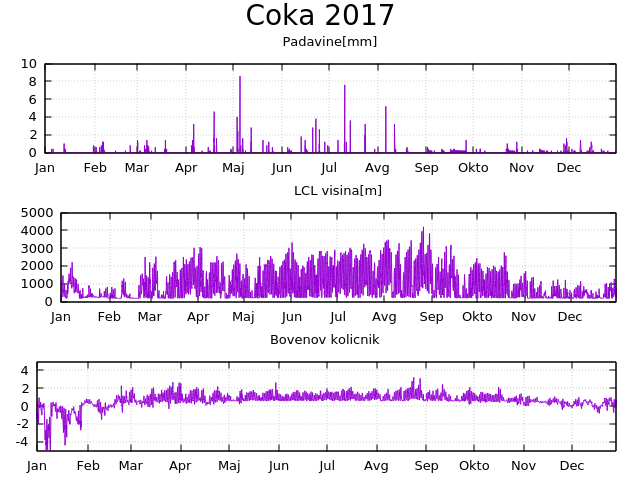 Coka 2017
Padavine[mm]
10
8
6
4
2
0
Jan Feb Mar Apr Maj Jun Jul Avg Sep Okto Nov Dec
LCL visina[m]
5000
4000
3000
2000
1000
0
Jan Feb Mar Apr Maj Jun Jul Avg Sep Okto Nov Dec
Bovenov kolicnik
4
2
0
-2
-4
Jan Feb Mar Apr Maj Jun Jul Avg Sep Okto Nov Dec